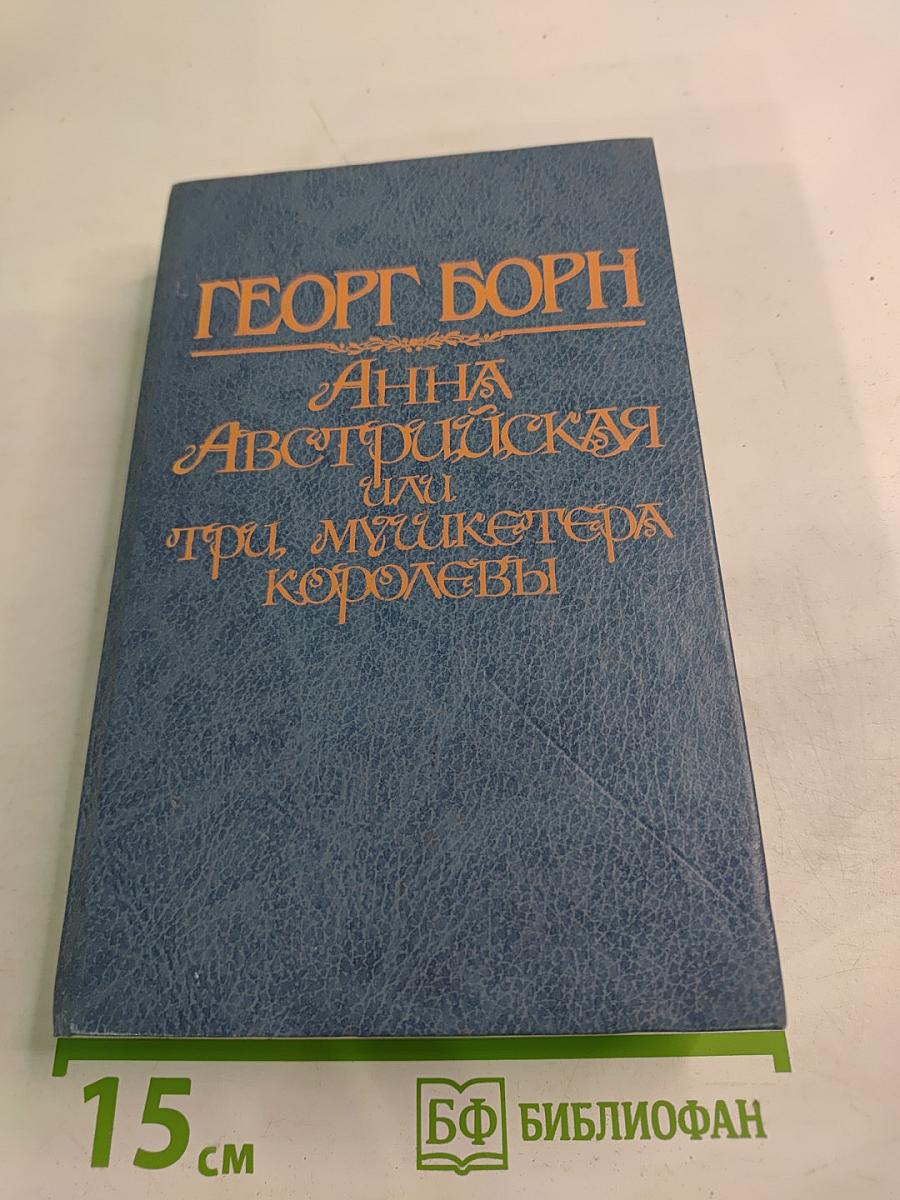 ГЕОРГ БОРН
АННА
АВСТРИЙСКАЯ
ИЛИ
ТРИ МУШКЕТЕРА
КОРОЛЕВЫ
15 см
БФ БИБЛИОФАН